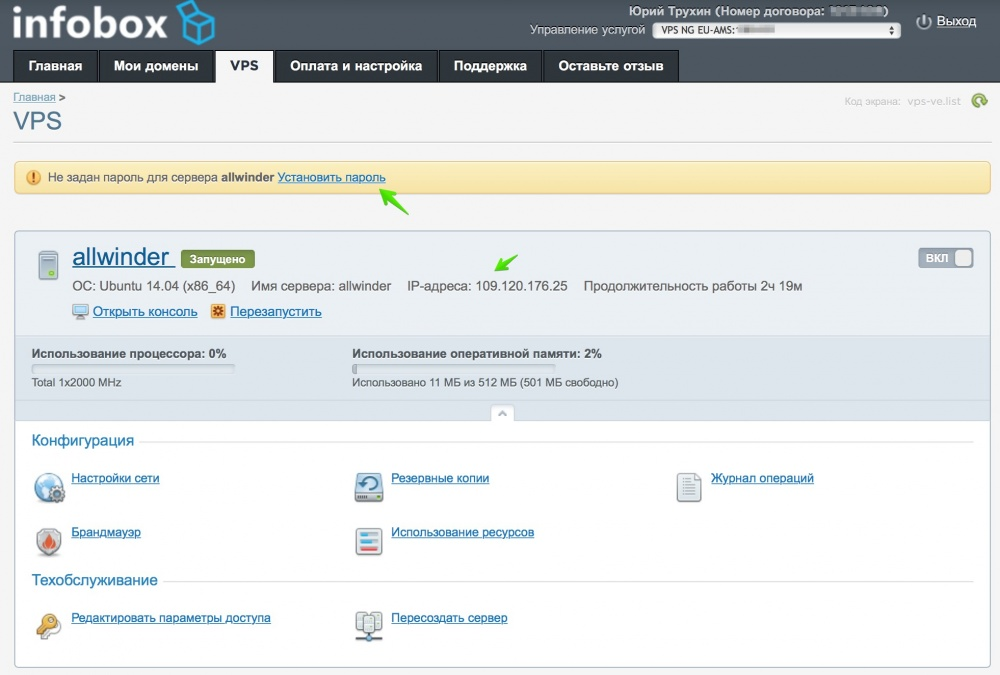 infobox
Юрий Трухин (Номер договора: )
Управление услугой VPS NG EU-AMS: Выход
Главная Мои домены VPS Оплата и настройка Поддержка Оставьте отзыв
Главная >
Код экрана: vps-ve.list
VPS
Не задан пароль для сервера allwinder Установить пароль
allwinder Запущено ВКЛ
ОС: Ubuntu 14.04 (x86_64) Имя сервера: allwinder IP-адреса: 109.120.176.25 Продолжительность работы 2ч 19м
Открыть консоль Перезапустить
Использование процессора: 0% Использование оперативной памяти: 2%
Total 1x2000 MHz Использовано 11 МБ из 512 МБ (501 МБ свободно)
Конфигурация
Настройки сети Резервные копии Журнал операций
Брандмауэр Использование ресурсов
Техобслуживание
Редактировать параметры доступа Пересоздать сервер